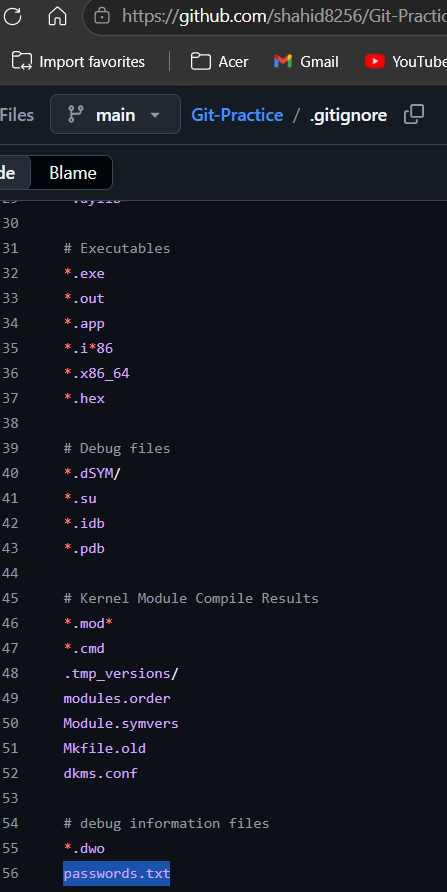 https://github.com/shahid8256/Git-Practic
Import favorites | Acer Gmail YouTube
Files main Git-Practice / .gitignore
de Blame
29 *.dylib
30
31 # Executables
32 *.exe
33 *.out
34 *.app
35 *.i*86
36 *.x86_64
37 *.hex
38
39 # Debug files
40 *.dSYM/
41 *.su
42 *.idb
43 *.pdb
44
45 # Kernel Module Compile Results
46 *.mod*
47 *.cmd
48 .tmp_versions/
49 modules.order
50 Module.symvers
51 Mkfile.old
52 dkms.conf
53
54 # debug information files
55 *.dwo
56 passwords.txt